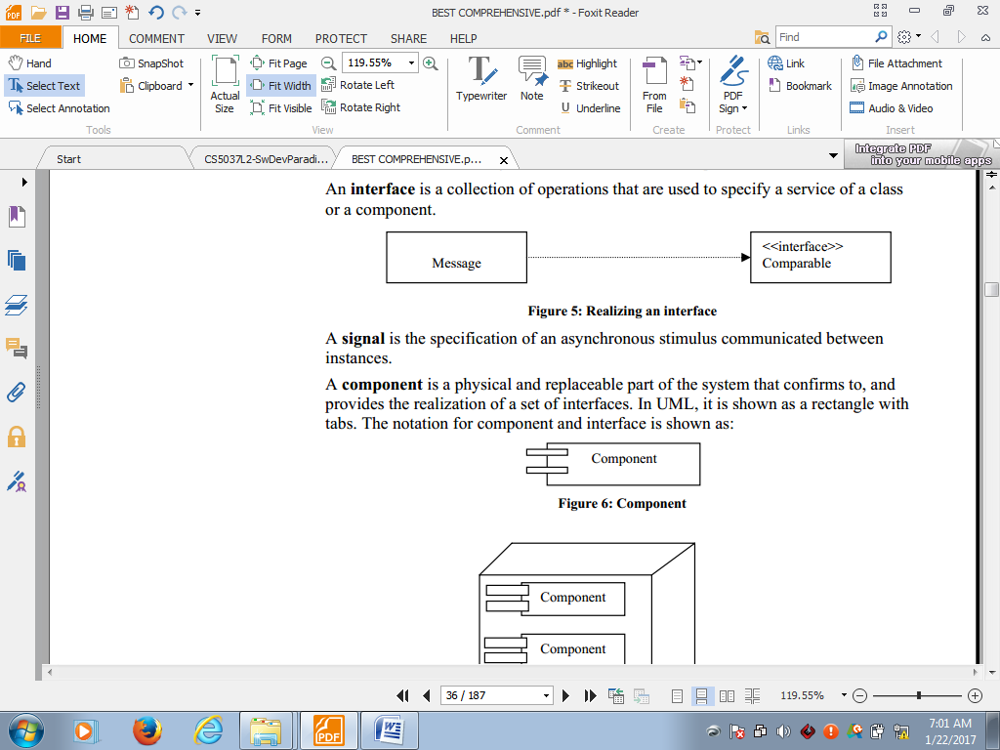 BEST COMPREHENSIVE.pdf * - Foxit Reader
FILE HOME COMMENT VIEW FORM PROTECT SHARE HELP Find
Hand SnapShot Fit Page 119.55% abc Highlight Link File Attachment
Select Text Clipboard Fit Width Rotate Left Strikeout Bookmark Image Annotation
Select Annotation Actual Size Fit Visible Rotate Right Typewriter Note Underline From File PDF Sign Audio & Video
Tools View Comment Create Protect Links Insert
Start CS5037L2-SwDevParadi... BEST COMPREHENSIVE.p... Integrate PDF
into your mobile apps
An interface is a collection of operations that are used to specify a service of a class
or a component.
<<interface>>
Message Comparable
Figure 5: Realizing an interface
A signal is the specification of an asynchronous stimulus communicated between
instances.
A component is a physical and replaceable part of the system that confirms to, and
provides the realization of a set of interfaces. In UML, it is shown as a rectangle with
tabs. The notation for component and interface is shown as:
Component
Figure 6: Component
Component
Component
36 / 187 119.55%
PDF
7:01 AM
1/22/2017